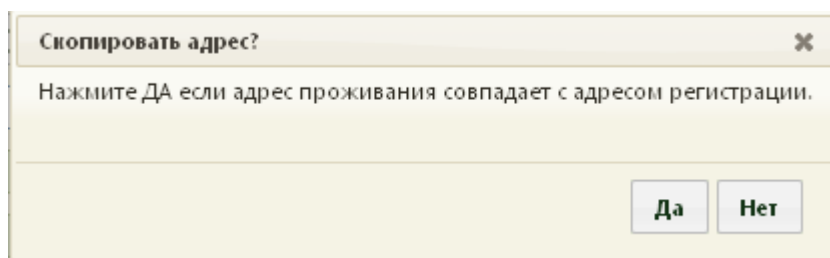 Скопировать адрес?
Нажмите ДА если адрес проживания совпадает с адресом регистрации.
Да
Нет